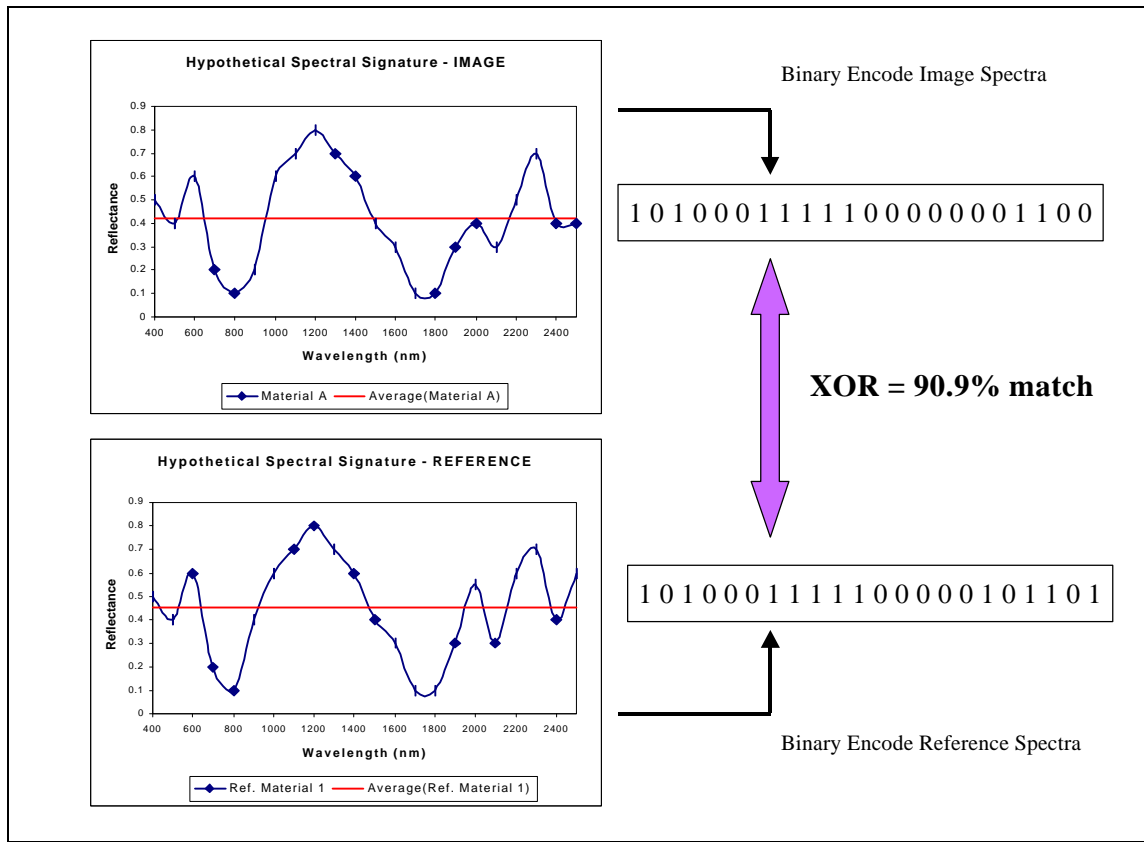 Hypothetical Spectral Signature - IMAGE
0.9
0.8
0.7
0.6
0.5
0.4
0.3
0.2
0.1
0
Reflectance
400 600 800 1000 1200 1400 1600 1800 2000 2200 2400
Wavelength (nm)
Material A Average(Material A)
Binary Encode Image Spectra
1 0 1 0 0 0 1 1 1 1 1 0 0 0 0 0 0 0 1 1 0 0
XOR = 90.9% match
Hypothetical Spectral Signature - REFERENCE
0.9
0.8
0.7
0.6
0.5
0.4
0.3
0.2
0.1
0
Reflectance
400 600 800 1000 1200 1400 1600 1800 2000 2200 2400
Wavelength (nm)
Ref. Material 1 Average(Ref. Material 1)
1 0 1 0 0 0 1 1 1 1 1 0 0 0 0 0 1 0 1 1 0 1
Binary Encode Reference Spectra